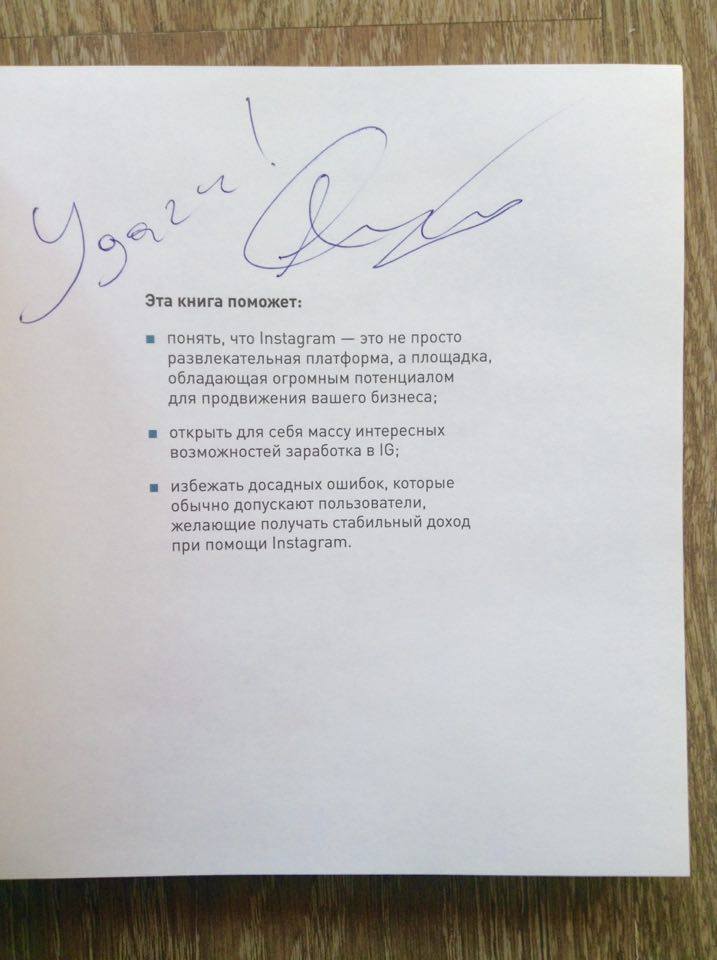 Удачи!
Эта книга поможет:
понять, что Instagram — это не просто
развлекательная платформа, а площадка,
обладающая огромным потенциалом
для продвижения вашего бизнеса;
открыть для себя массу интересных
возможностей заработка в IG;
избежать досадных ошибок, которые
обычно допускают пользователи,
желающие получать стабильный доход
при помощи Instagram.